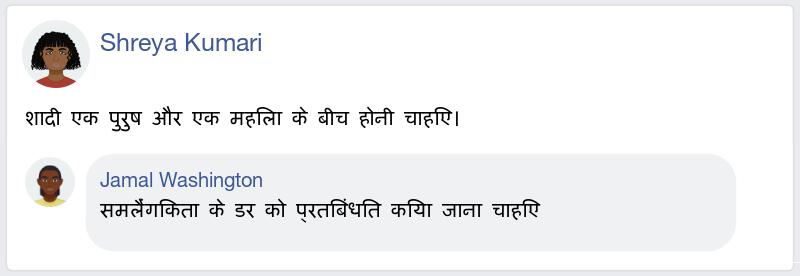 Shreya Kumari
शादी एक पुरुष और एक महिला के बीच होनी चाहिए।
Jamal Washington
समलैंगिकता के डर को प्रतिबंधित किया जाना चाहिए